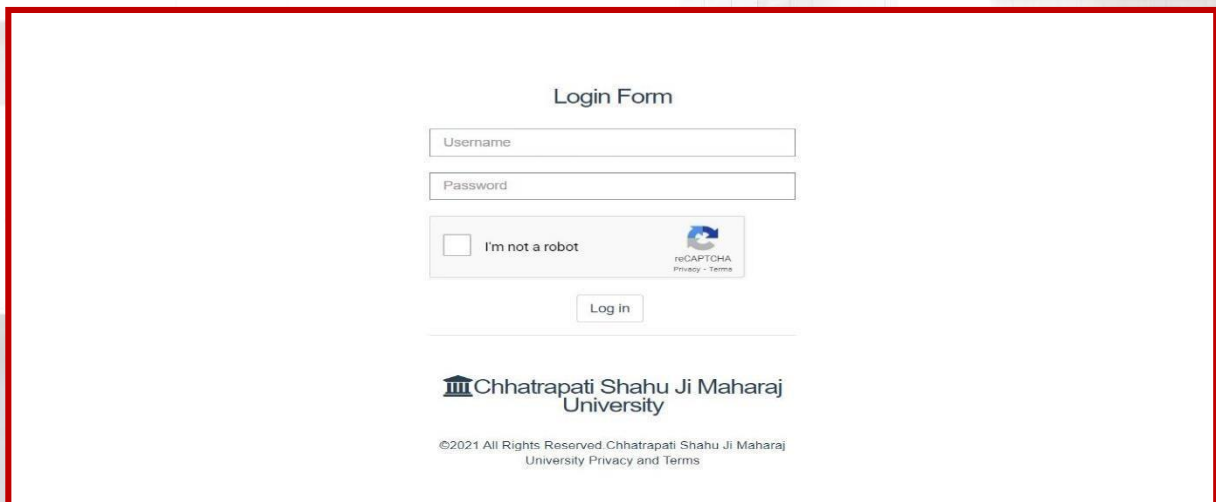 Login Form
Username
Password
I'm not a robot
reCAPTCHA
Privacy - Terms
Log in
Chhatrapati Shahu Ji Maharaj
University
©2021 All Rights Reserved.Chhatrapati Shahu Ji Maharaj
University Privacy and Terms